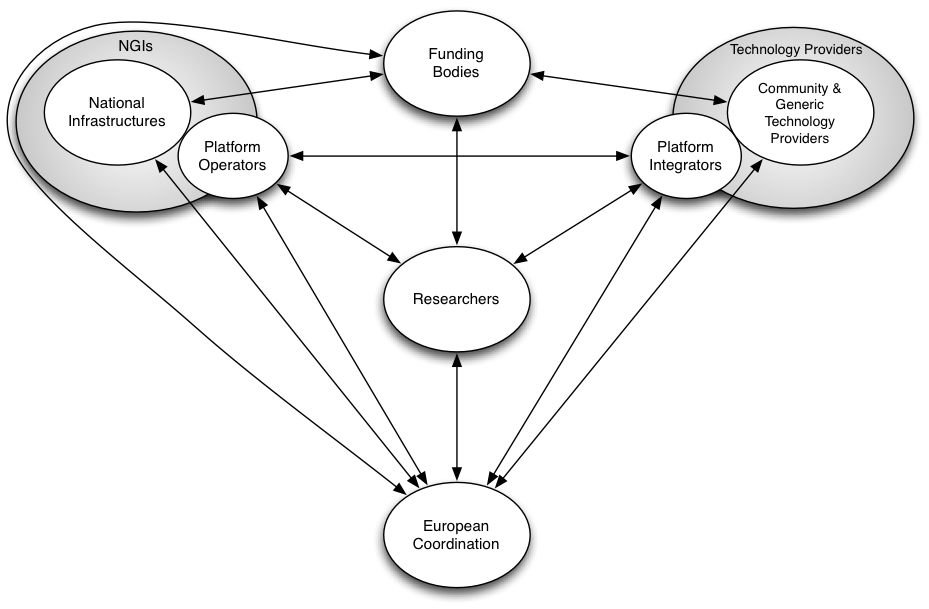 NGIs
Funding
Bodies
Technology Providers
National
Infrastructures
Community &
Generic
Technology
Providers
Platform
Operators
Platform
Integrators
Researchers
European
Coordination